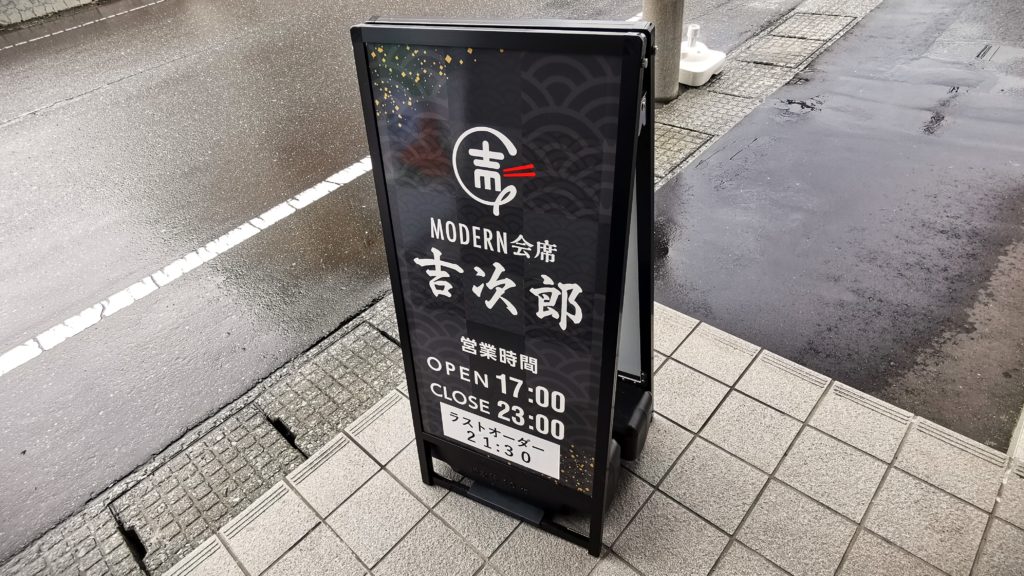 吉
MODERN会席
吉次郎
営業時間
OPEN 17:00
CLOSE 23:00
ラストオーダー
21:30